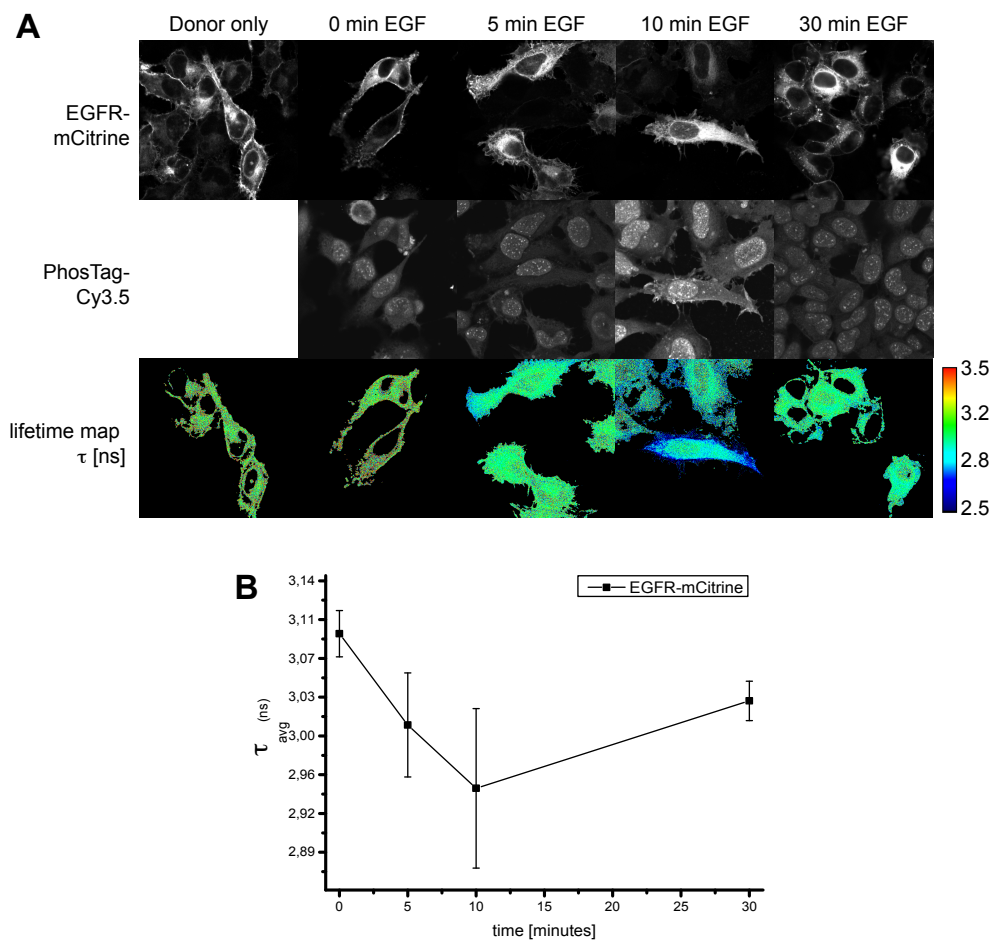 A
Donor only 0 min EGF 5 min EGF 10 min EGF 30 min EGF
EGFR-
mCitrine
PhosTag-
Cy3.5
lifetime map
τ [ns]
3.5
3.2
2.8
2.5
B
EGFR-mCitrine
3,14
3,11
3,07
3,03
3,00
2,96
2,92
2,89
τ avg (ns)
0 5 10 15 20 25 30
time [minutes]